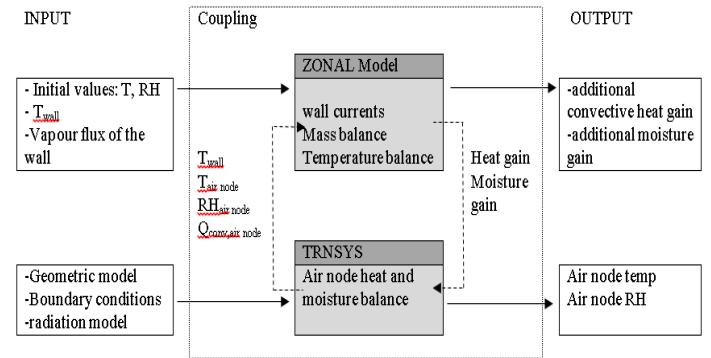 INPUT
Coupling
OUTPUT
- Initial values: T, RH
- Twall
-Vapour flux of the
wall
ZONAL Model
wall currents
Mass balance
Temperature balance
-additional
convective heat gain
-additional moisture
gain
Twall
Tair node
RHair node
Qconv,air node
Heat gain
Moisture
gain
-Geometric model
-Boundary conditions
-radiation model
TRNSYS
Air node heat and
moisture balance
Air node temp
Air node RH